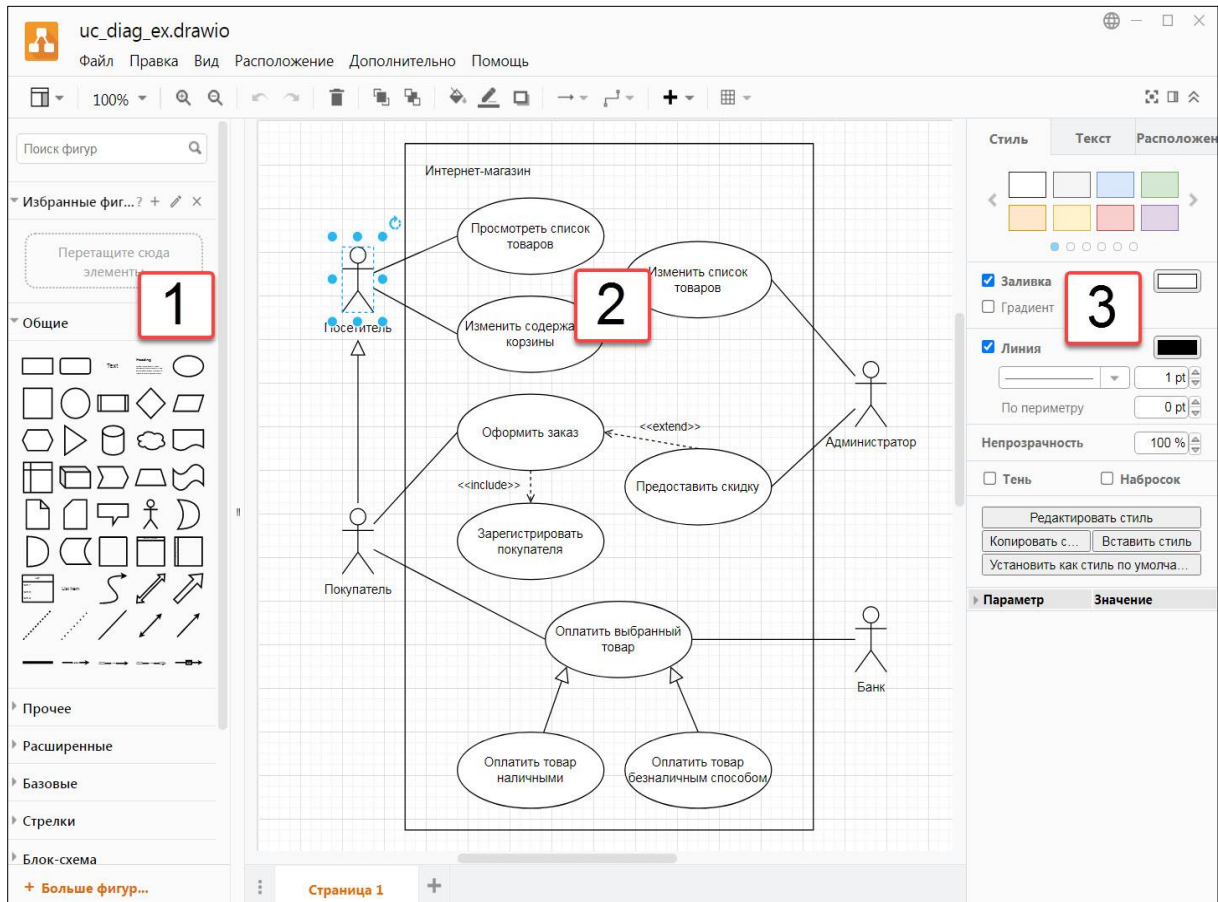 uc_diag_ex.drawio
Файл Правка Вид Расположение Дополнительно Помощь
100%
Поиск фигур
Избранные фиг... ?
Перетащите сюда
элементы
1
Общие
Text
Heading
List Item
Прочее
Расширенные
Базовые
Стрелки
Блок-схема
+ Больше фигур...
Интернет-магазин
Просмотреть список
товаров
2
Изменить список
товаров
Посетитель
Изменить содержа
корзины
Оформить заказ
<<extend>>
Администратор
<<include>>
Предоставить скидку
Зарегистрировать
покупателя
Покупатель
Оплатить выбранный
товар
Банк
Оплатить товар
наличными
Оплатить товар
безналичным способом
Страница 1
Стиль Текст Расположен
Заливка
3
Градиент
Линия
1 pt
По периметру 0 pt
Непрозрачность 100 %
Тень Набросок
Редактировать стиль
Копировать с... Вставить стиль
Установить как стиль по умолча...
Параметр Значение